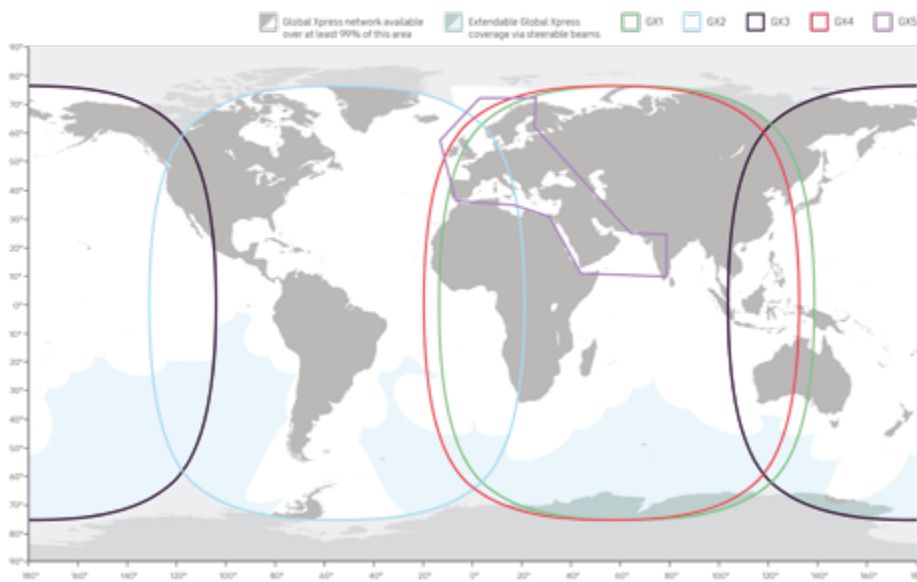 Global Xpress network available
over at least 99% of this area
Extendable Global Xpress
coverage via steerable beams
GX1
GX2
GX3
GX4
GX5
90°
80°
70°
60°
50°
40°
30°
20°
10°
0°
10°
20°
30°
40°
50°
60°
70°
80°
90°
180° 160° 140° 120° 100° 80° 60° 40° 20° 0° 20° 40° 60° 80° 100° 120° 140° 160°